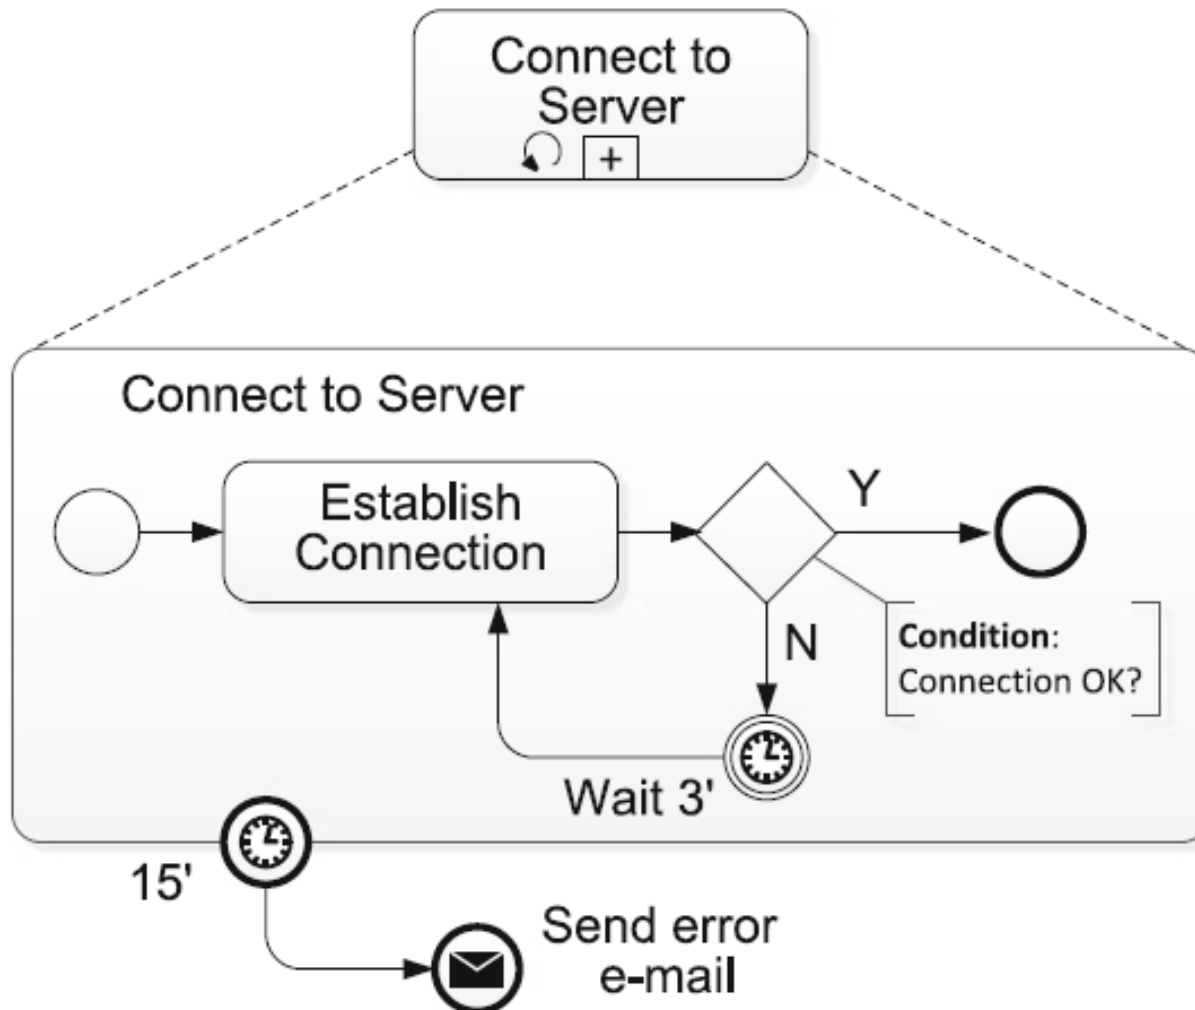 Connect to
Server
+
Connect to Server
Establish
Connection
Y
N
Condition:
Connection OK?
Wait 3'
15'
Send error
e-mail